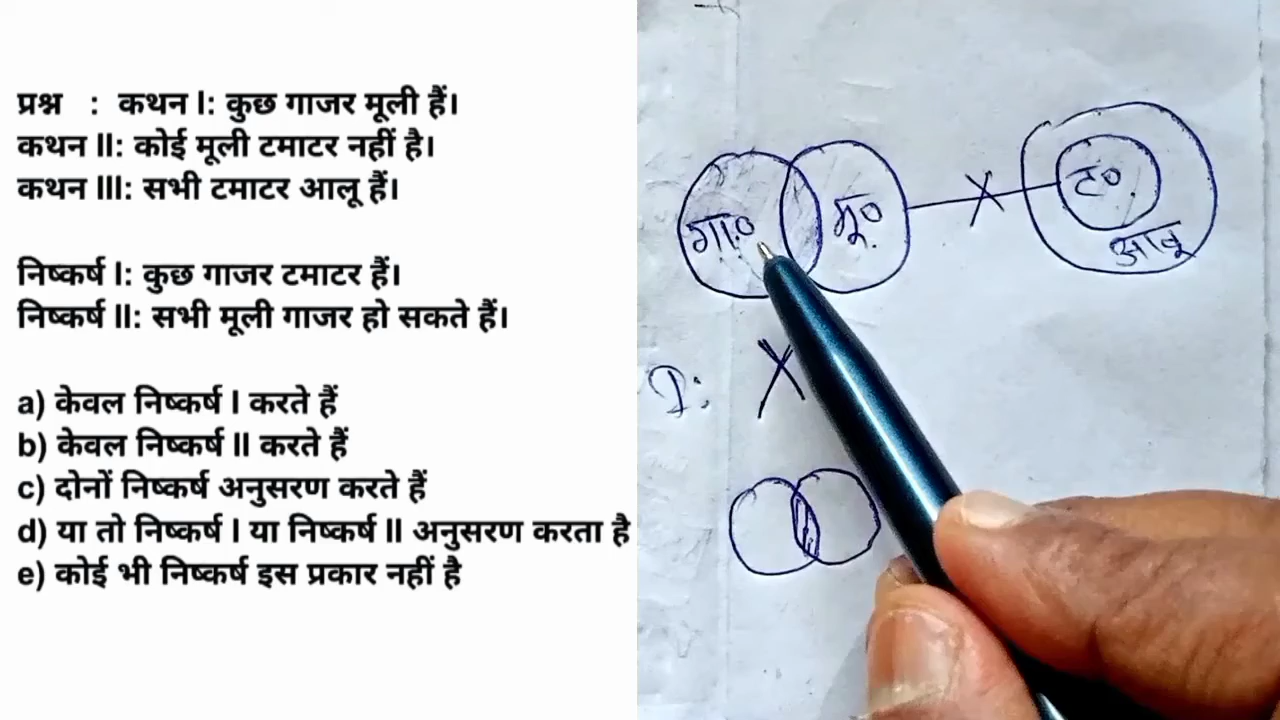 प्रश्न : कथन I: कुछ गाजर मूली हैं।
कथन II: कोई मूली टमाटर नहीं है।
कथन III: सभी टमाटर आलू हैं।
निष्कर्ष I: कुछ गाजर टमाटर हैं।
निष्कर्ष II: सभी मूली गाजर हो सकते हैं।
a) केवल निष्कर्ष I करते हैं
b) केवल निष्कर्ष II करते हैं
c) दोनों निष्कर्ष अनुसरण करते हैं
d) या तो निष्कर्ष I या निष्कर्ष II अनुसरण करता है
e) कोई भी निष्कर्ष इस प्रकार नहीं है
गा०
मू०
ट०
आलू
I: X